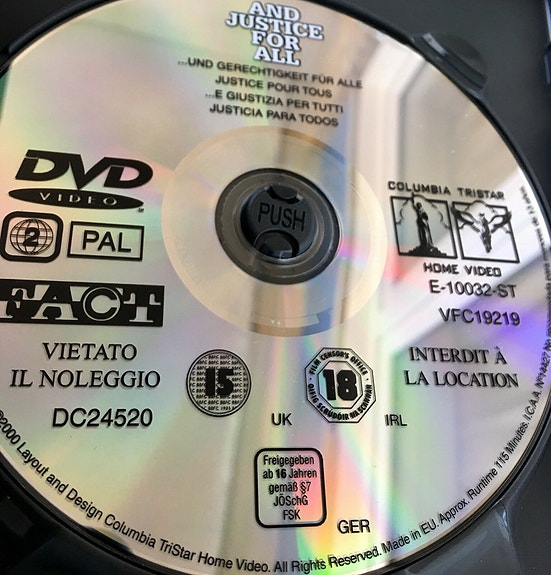 AND
JUSTICE
FOR
ALL
...UND GERECHTIGKEIT FÜR ALLE
JUSTICE POUR TOUS
...E GIUSTIZIA PER TUTTI
JUSTICIA PARA TODOS
DVD
VIDEO
2
PAL
PUSH
COLUMBIA TRISTAR
HOME VIDEO
E-10032-ST
VFC19219
FACT
VIETATO
IL NOLEGGIO
DC24520
15
UK
FILM CENSOR'S OFFICE
18
IRL
INTERDIT À
LA LOCATION
Freigegeben
ab 16 Jahren
gemäß §7
JÖSchG
FSK
GER
©2000 Layout and Design Columbia TriStar Home Video. All Rights Reserved. Made in EU. Approx. Runtime 115 Minutes.